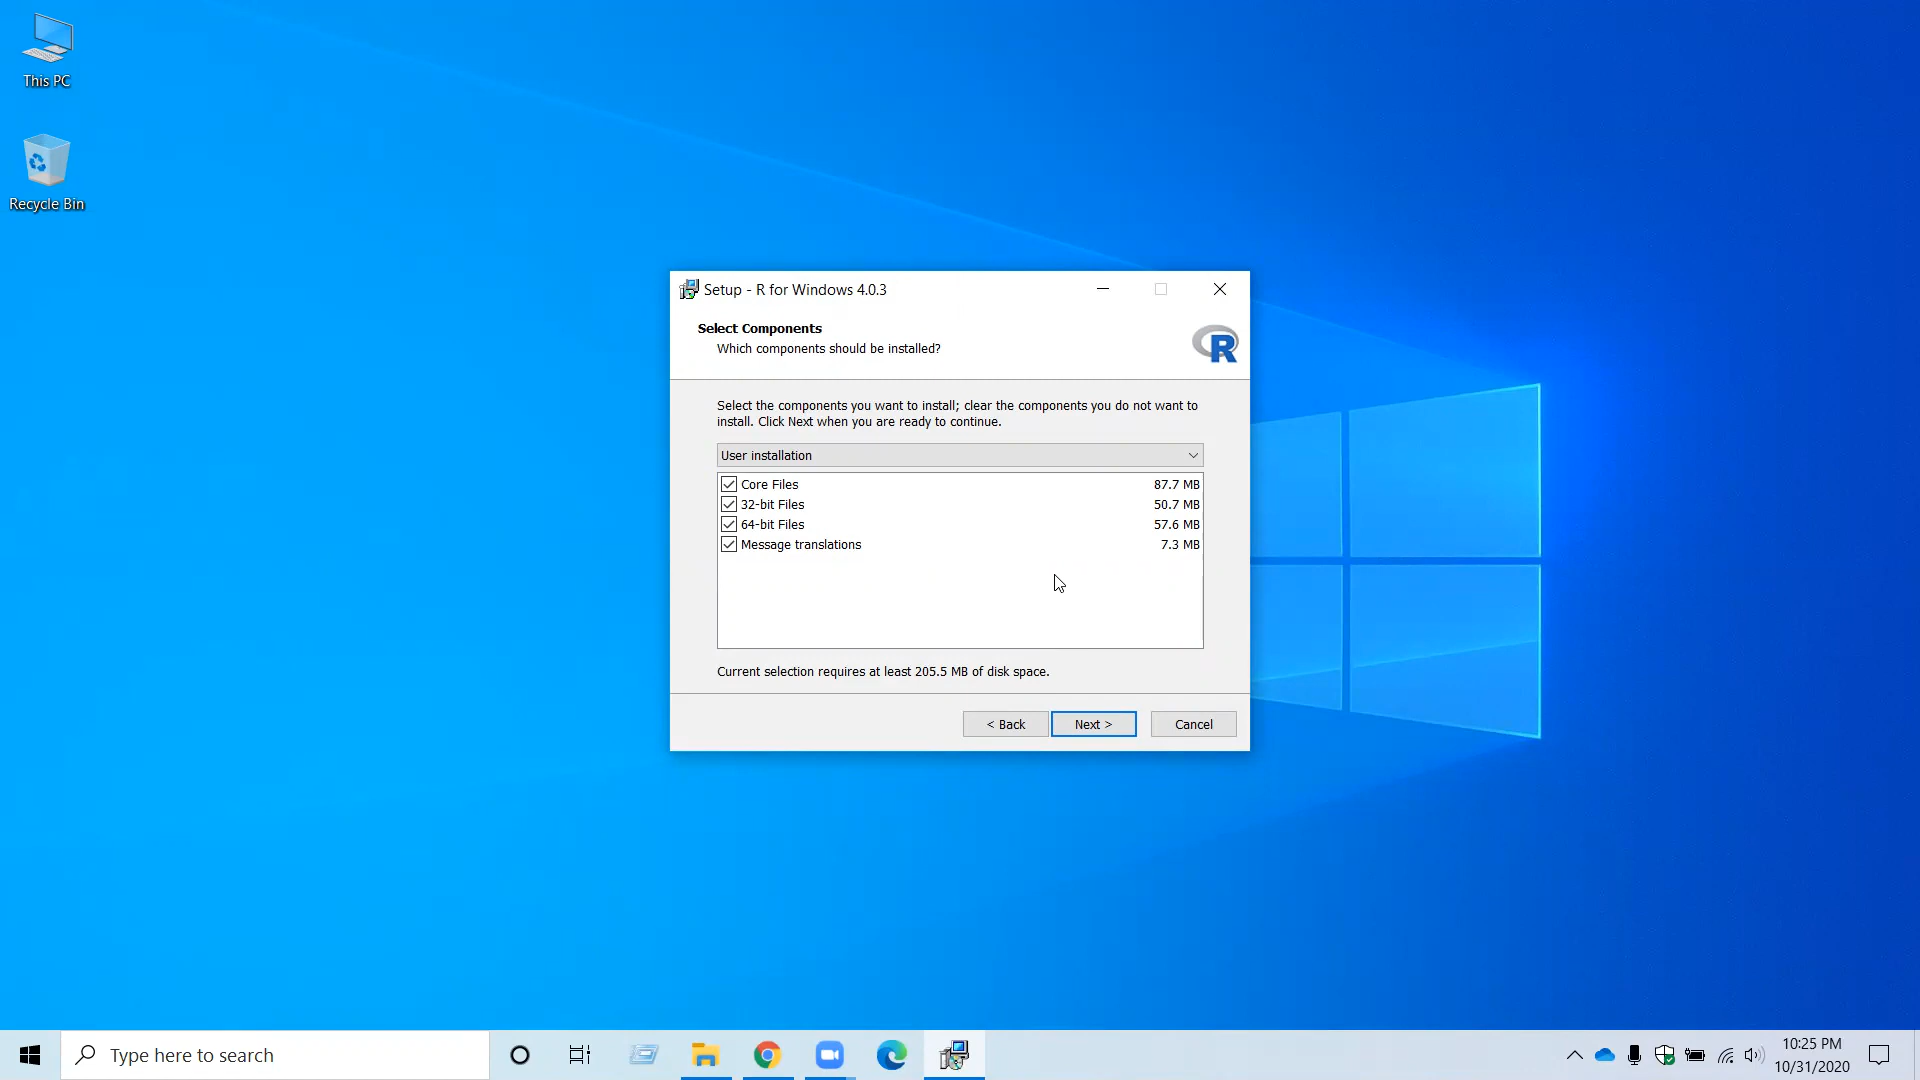 This PC
Recycle Bin
Setup - R for Windows 4.0.3
Select Components
Which components should be installed?
R
Select the components you want to install; clear the components you do not want to
install. Click Next when you are ready to continue.
User installation
Core Files 87.7 MB
32-bit Files 50.7 MB
64-bit Files 57.6 MB
Message translations 7.3 MB
Current selection requires at least 205.5 MB of disk space.
< Back Next > Cancel
Type here to search
10:25 PM
10/31/2020